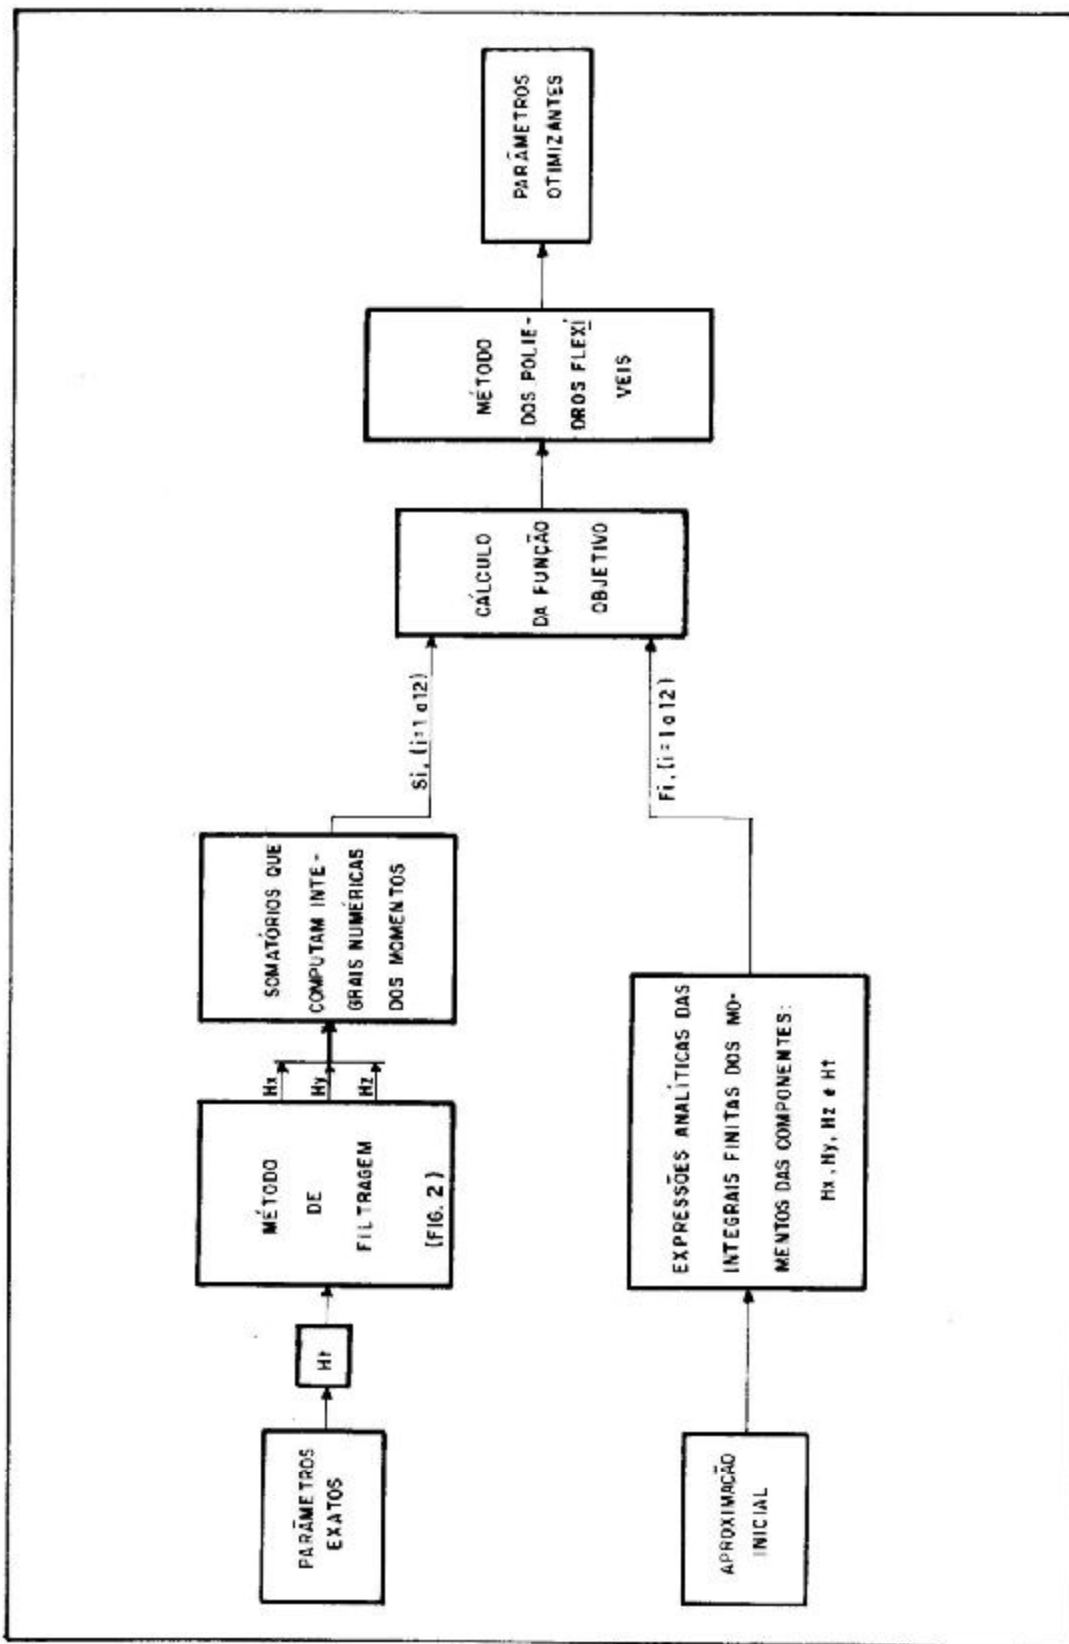 PARÂMETROS
EXATOS
Ht
MÉTODO
DE
FILTRAGEM
(FIG. 2)
Hx
Hy
Hz
SOMATÓRIOS QUE
COMPUTAM INTE-
GRAIS NUMÉRICAS
DOS MOMENTOS
Si, (i=1 a 12)
APROXIMAÇÃO
INICIAL
EXPRESSÕES ANALÍTICAS DAS
INTEGRAIS FINITAS DOS MO-
MENTOS DAS COMPONENTES:
Hx, Hy, Hz e Ht
Fi, (i=1 a 12)
CÁLCULO
DA FUNÇÃO
OBJETIVO
MÉTODO
DOS POLIE-
DROS FLEXÍ
VEIS
PARÂMETROS
OTIMIZANTES